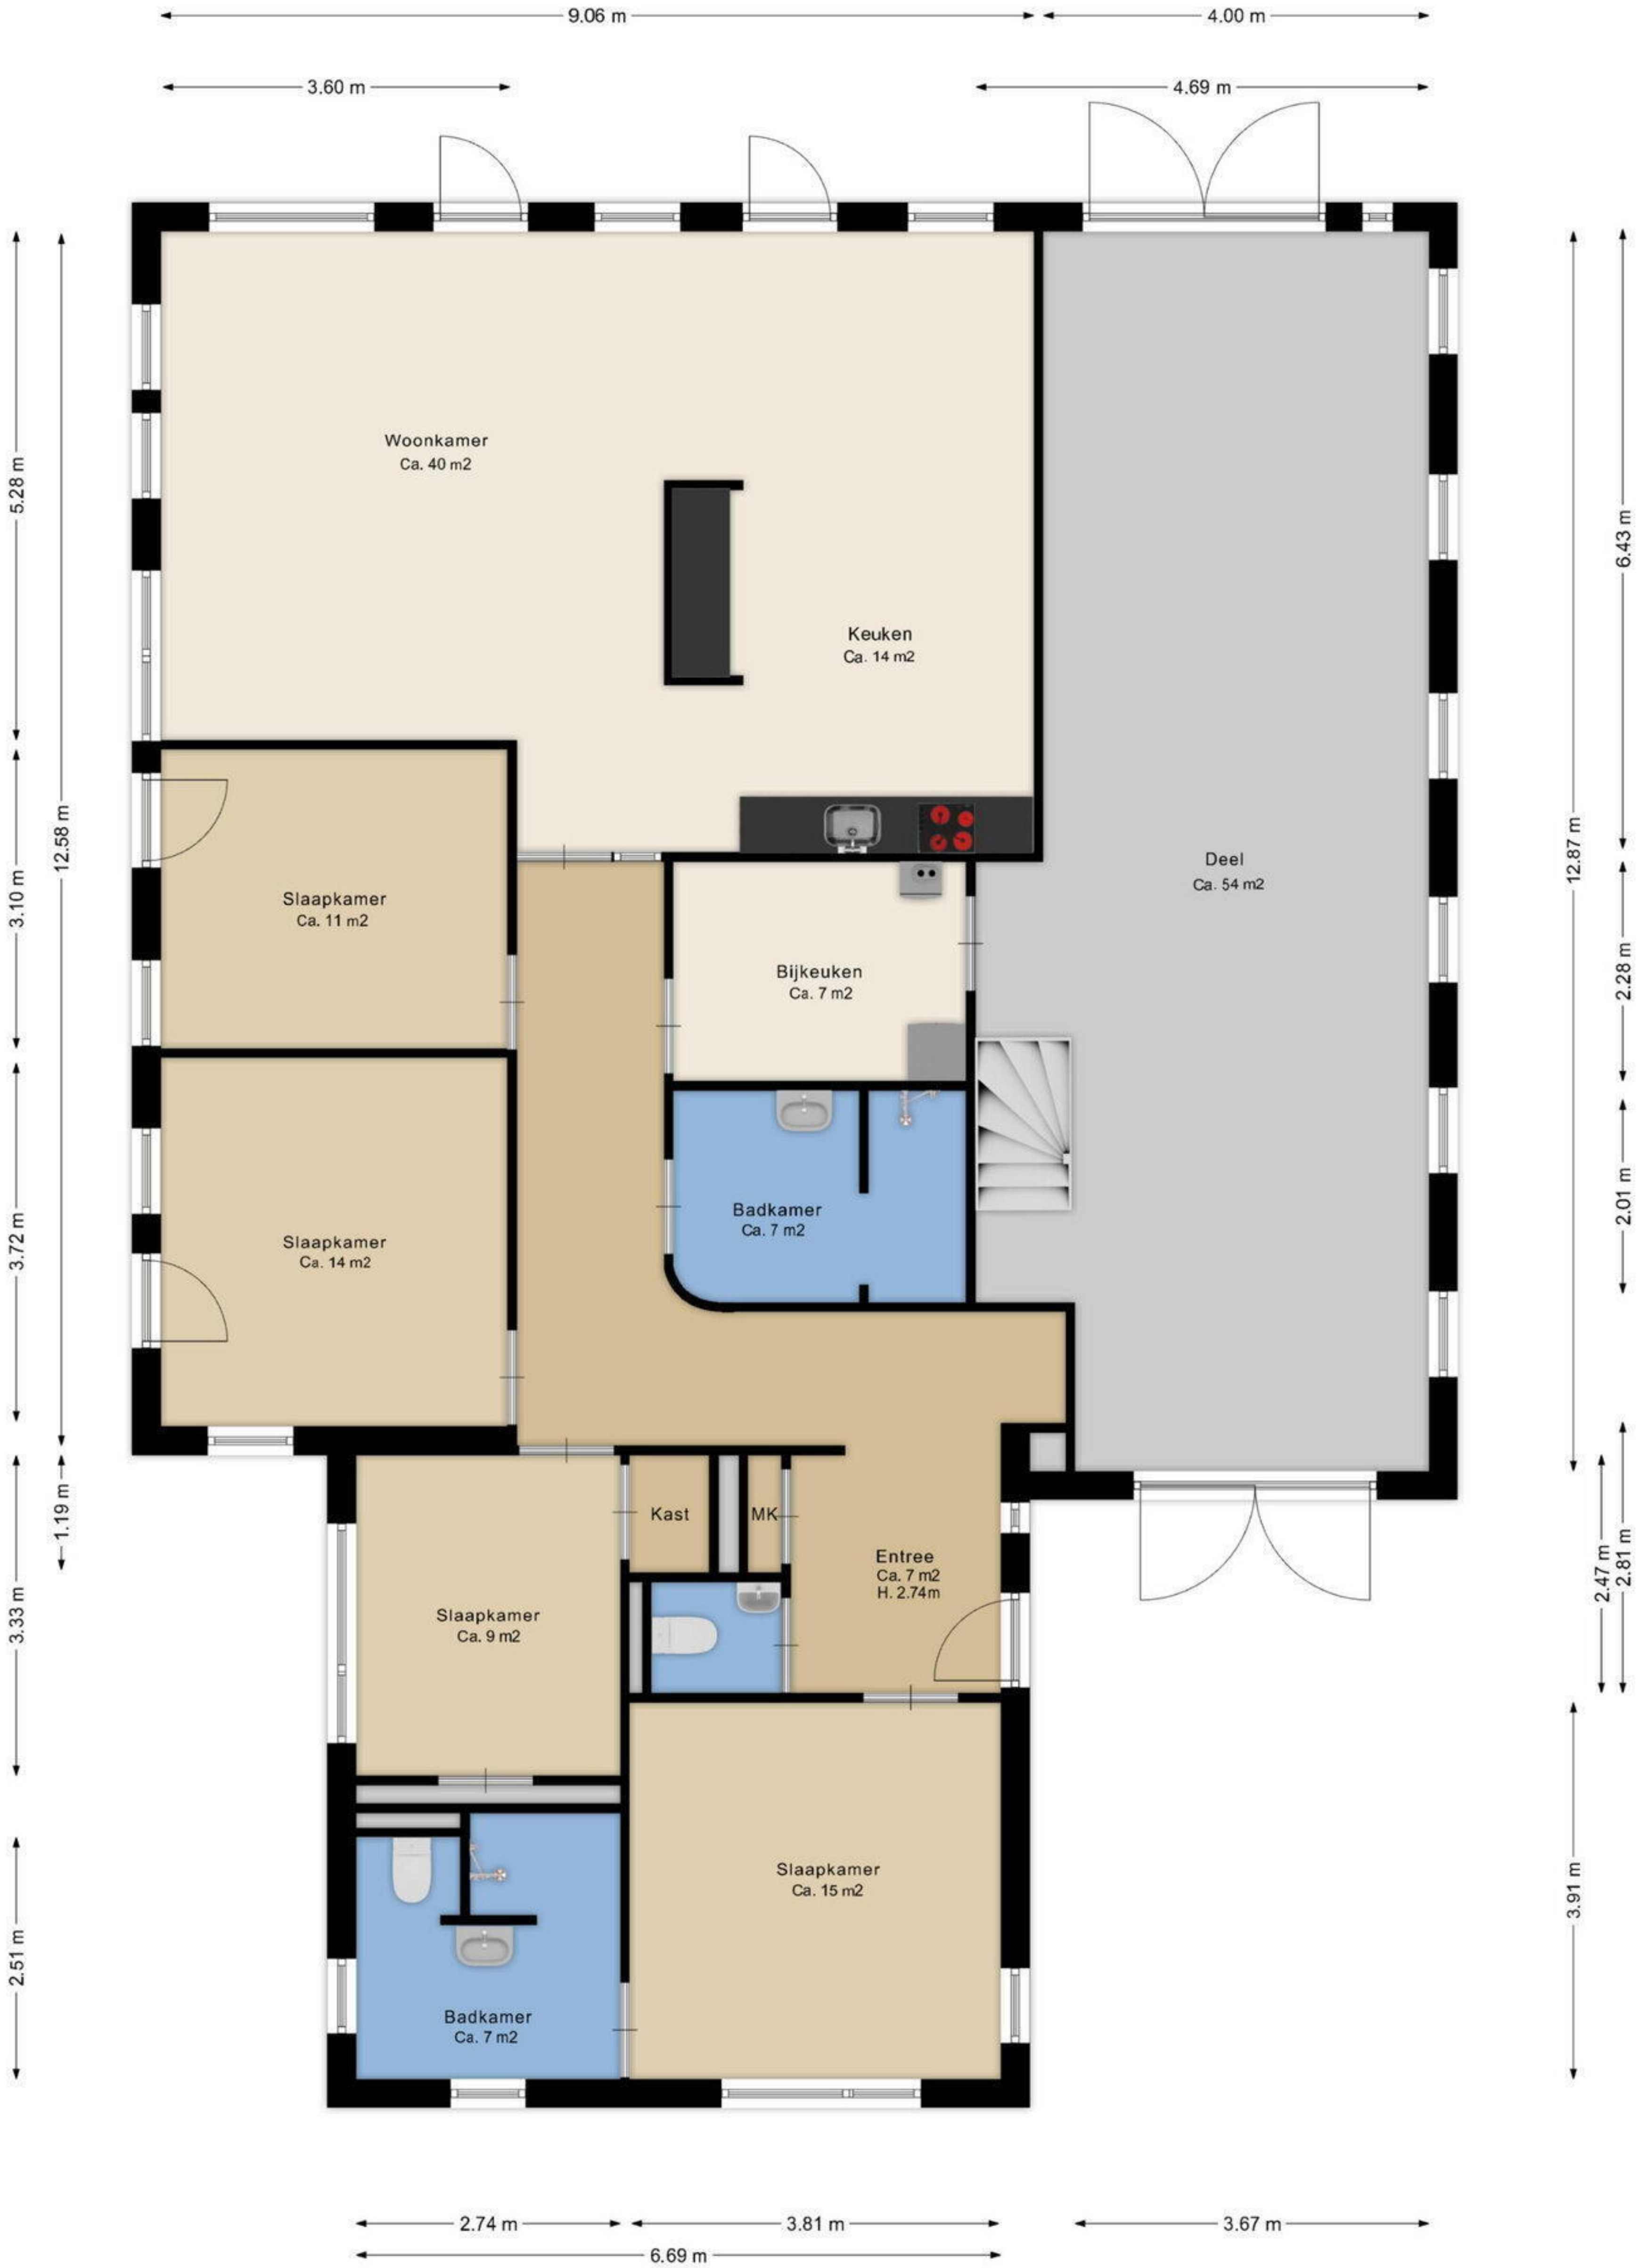 9.06 m
4.00 m
3.60 m
4.69 m
5.28 m
12.58 m
3.10 m
3.72 m
3.33 m
1.19 m
2.51 m
Woonkamer
Ca. 40 m2
Keuken
Ca. 14 m2
Deel
Ca. 54 m2
Slaapkamer
Ca. 11 m2
Bijkeuken
Ca. 7 m2
Badkamer
Ca. 7 m2
Slaapkamer
Ca. 14 m2
Kast
MK
Entree
Ca. 7 m2
H. 2.74m
Slaapkamer
Ca. 9 m2
Slaapkamer
Ca. 15 m2
Badkamer
Ca. 7 m2
12.87 m
6.43 m
2.28 m
2.01 m
2.47 m
2.81 m
3.91 m
2.74 m
3.81 m
3.67 m
6.69 m